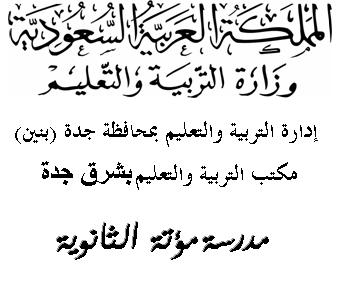 المملكة العربية السعودية
وزارة التربية والتعليم
إدارة التربية والتعليم بمحافظة جدة (بنين)
مكتب التربية والتعليم بشرق جدة
مدرسة مؤتة الثانوية